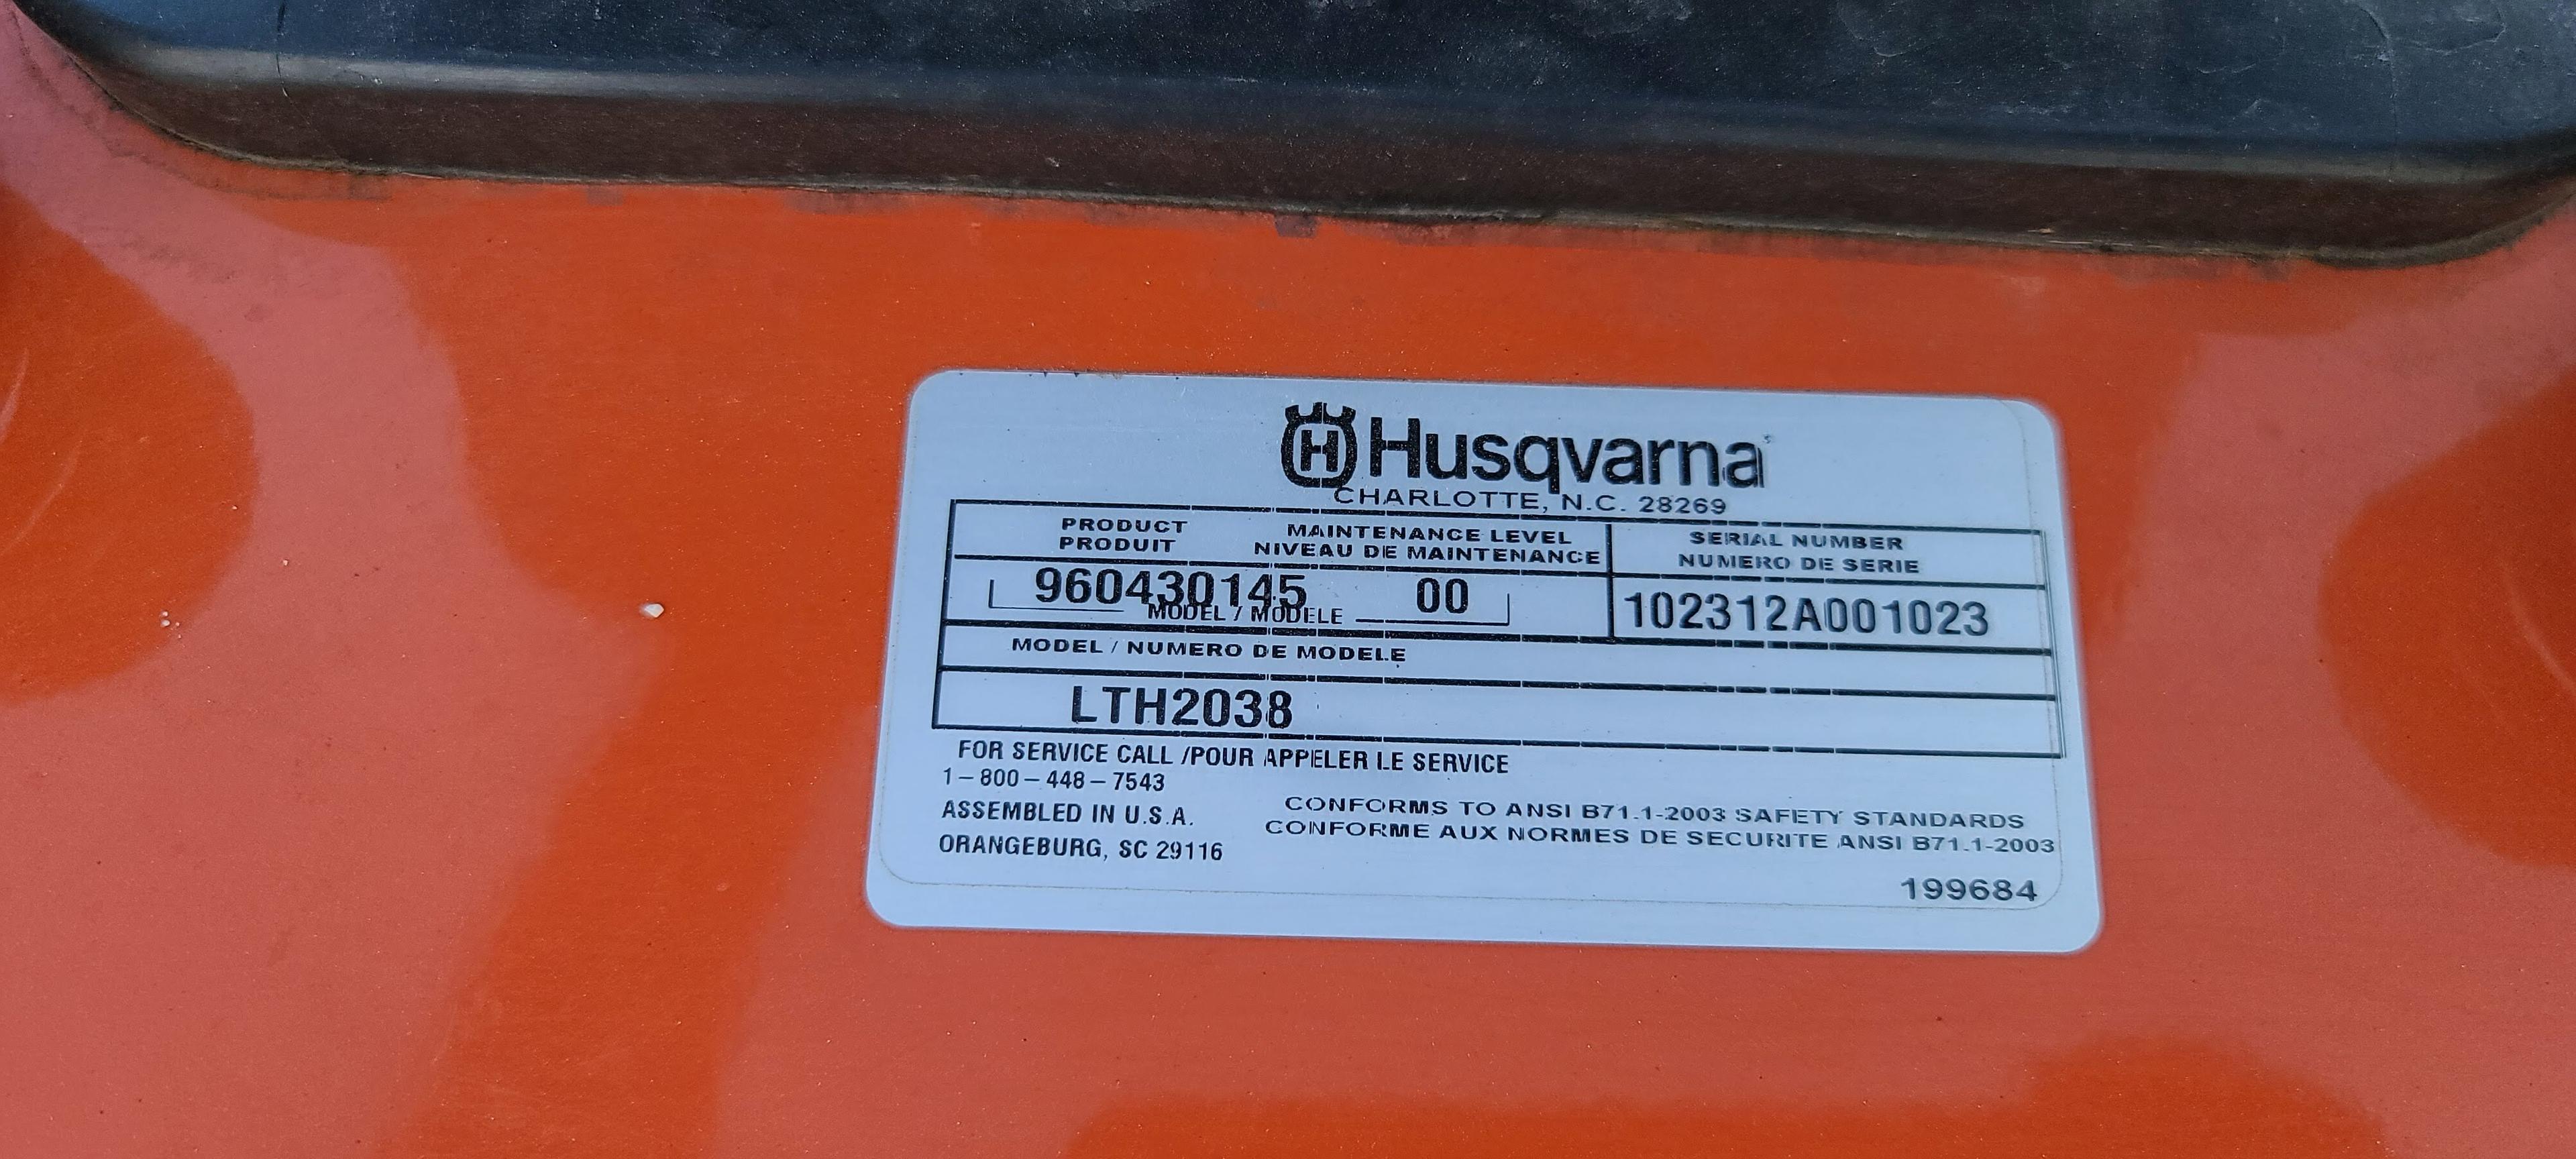 Husqvarna
CHARLOTTE, N.C. 28269
PRODUCT MAINTENANCE LEVEL SERIAL NUMBER
PRODUIT NIVEAU DE MAINTENANCE NUMERO DE SERIE
960430145 00 102312A001023
MODEL / MODELE
MODEL / NUMERO DE MODELE
LTH2038
FOR SERVICE CALL /POUR APPELER LE SERVICE
1-800-448-7543
ASSEMBLED IN U.S.A. CONFORMS TO ANSI B71.1-2003 SAFETY STANDARDS
ORANGEBURG, SC 29116 CONFORME AUX NORMES DE SECURITE ANSI B71.1-2003
199684